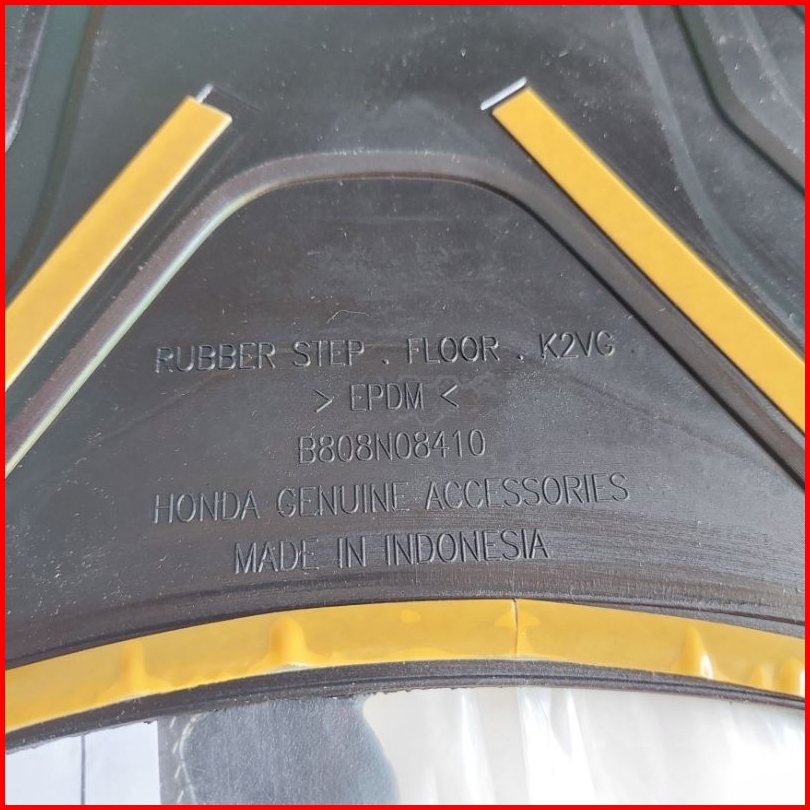 RUBBER STEP . FLOOR . K2VG
> EPDM <
B808N08410
HONDA GENUINE ACCESSORIES
MADE IN INDONESIA